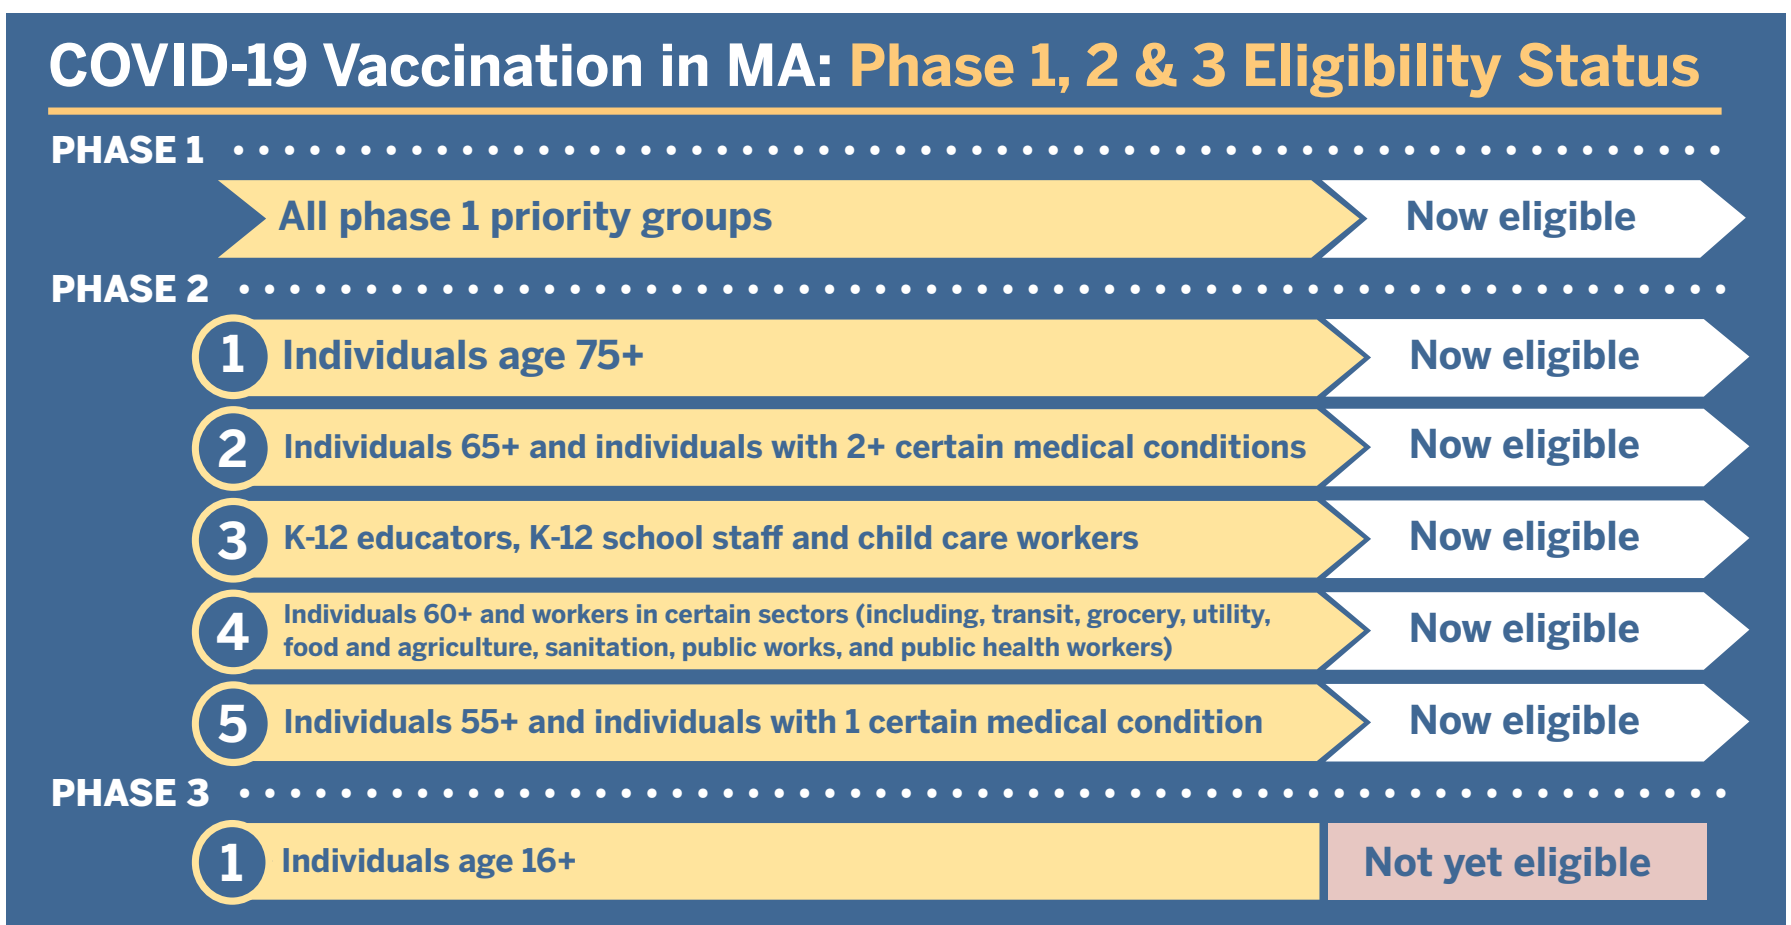 COVID-19 Vaccination in MA: Phase 1, 2 & 3 Eligibility Status
PHASE 1
All phase 1 priority groups
Now eligible
PHASE 2
1
Individuals age 75+
Now eligible
2
Individuals 65+ and individuals with 2+ certain medical conditions
Now eligible
3
K-12 educators, K-12 school staff and child care workers
Now eligible
4
Individuals 60+ and workers in certain sectors (including, transit, grocery, utility,
food and agriculture, sanitation, public works, and public health workers)
Now eligible
5
Individuals 55+ and individuals with 1 certain medical condition
Now eligible
PHASE 3
1
Individuals age 16+
Not yet eligible